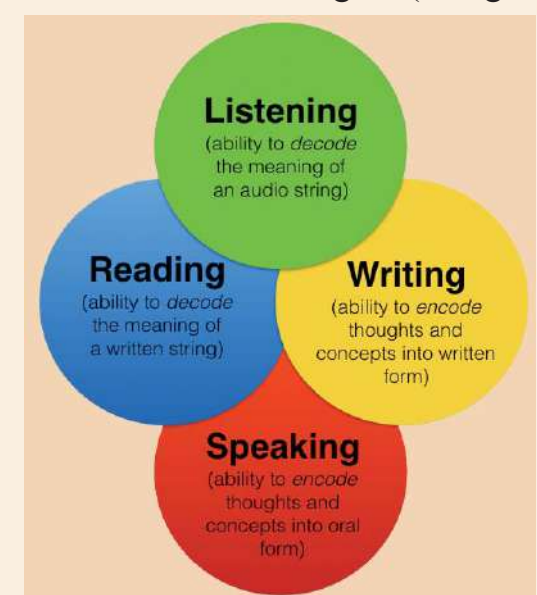 Listening
(ability to decode
the meaning of
an audio string)
Reading
(ability to decode
the meaning of
a written string)
Writing
(ability to encode
thoughts and
concepts into written
form)
Speaking
(ability to encode
thoughts and
concepts into oral
form)